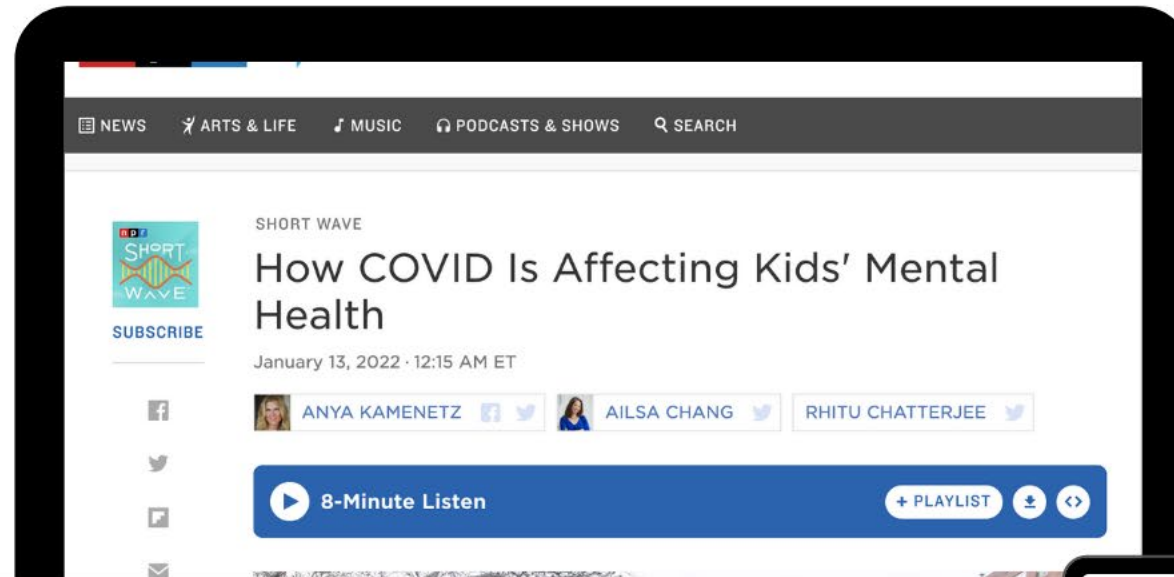 NEWS ARTS & LIFE MUSIC PODCASTS & SHOWS SEARCH
npr
SHORT
WAVE
SUBSCRIBE
SHORT WAVE
How COVID Is Affecting Kids' Mental
Health
January 13, 2022 · 12:15 AM ET
ANYA KAMENETZ AILSA CHANG RHITU CHATTERJEE
8-Minute Listen + PLAYLIST